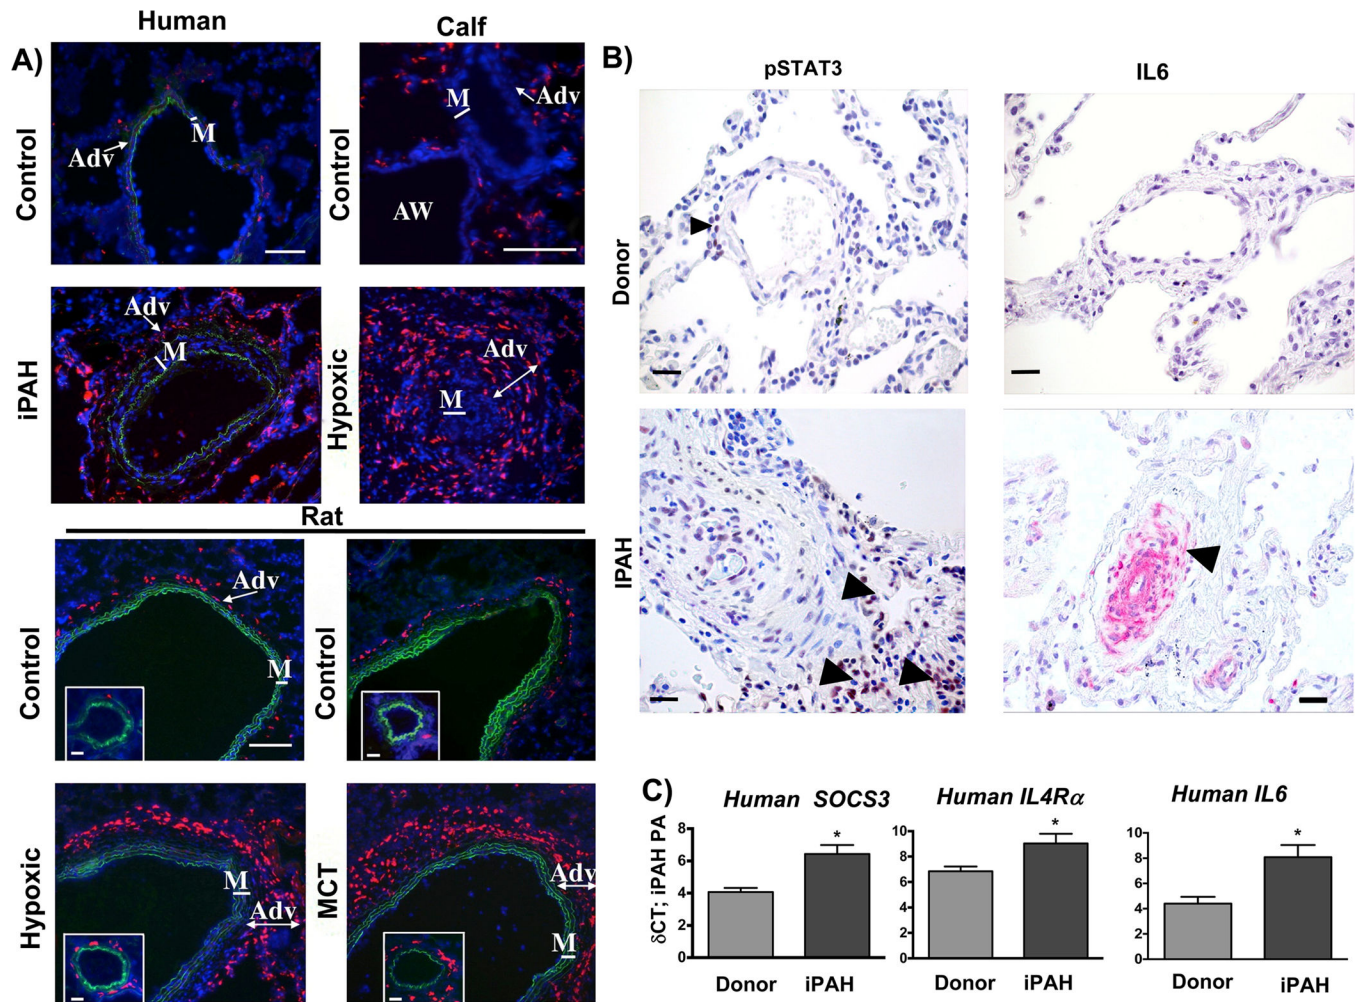 A)
Human
Calf
Control
Adv
M
Control
M
Adv
AW
iPAH
Adv
M
Hypoxic
Adv
M
Rat
Control
Adv
M
Control
Hypoxic
M
Adv
MCT
Adv
M
B)
pSTAT3
IL6
Donor
IPAH
C)
Human SOCS3
Human IL4Rα
Human IL6
δCT; iPAH PA
8
6
4
2
0
*
Donor
iPAH
10
8
6
4
2
0
*
Donor
iPAH
10
8
6
4
2
0
*
Donor
iPAH